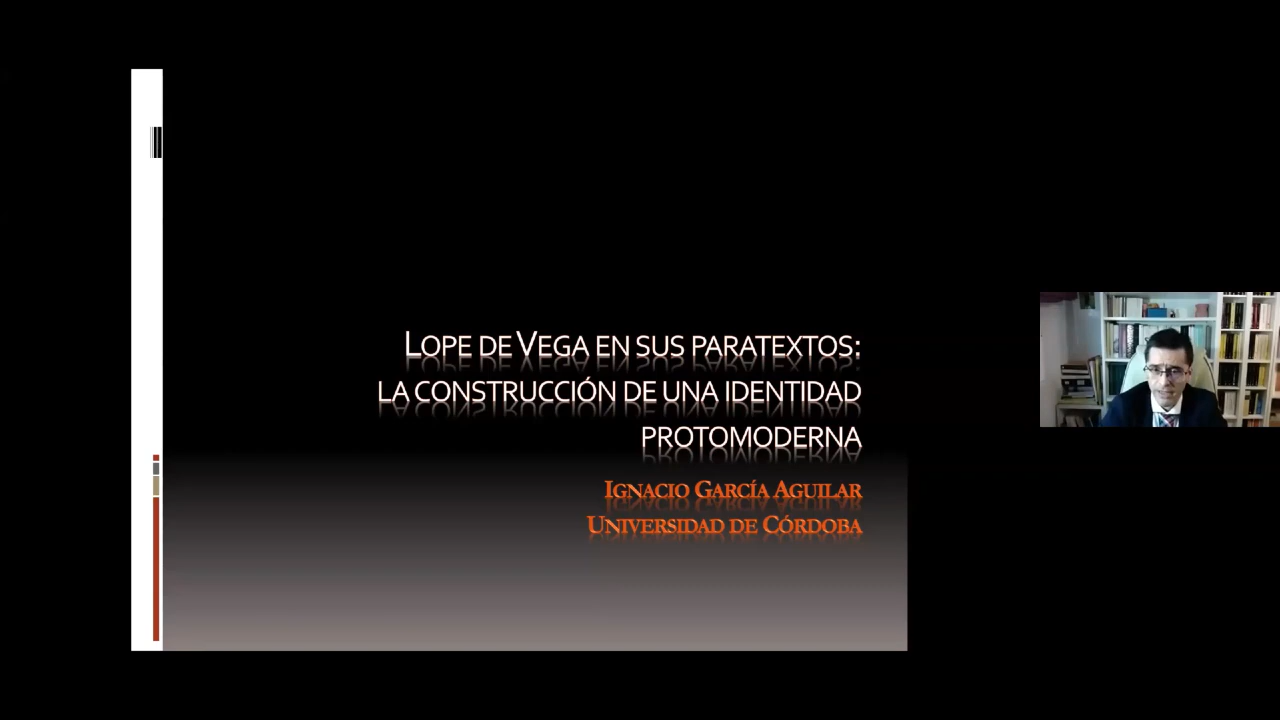 LOPE DE VEGA EN SUS PARATEXTOS:
LA CONSTRUCCIÓN DE UNA IDENTIDAD
PROTOMODERNA
IGNACIO GARCÍA AGUILAR
UNIVERSIDAD DE CÓRDOBA